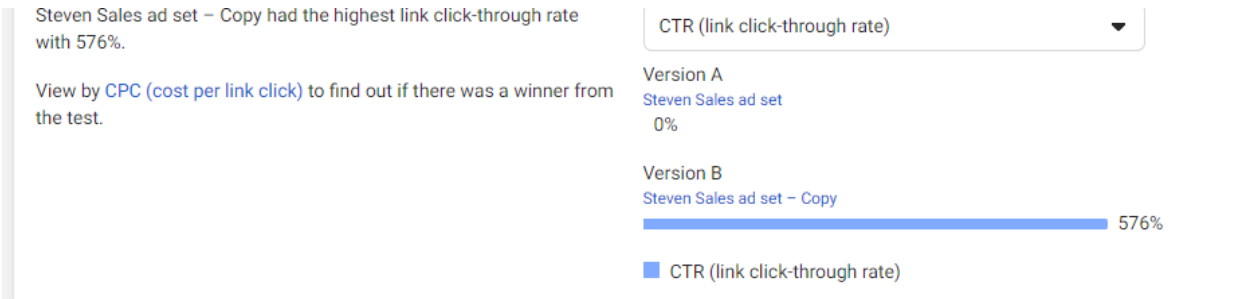 Steven Sales ad set – Copy had the highest link click-through rate
with 576%.
View by CPC (cost per link click) to find out if there was a winner from
the test.
CTR (link click-through rate)
Version A
Steven Sales ad set
0%
Version B
Steven Sales ad set – Copy
576%
CTR (link click-through rate)